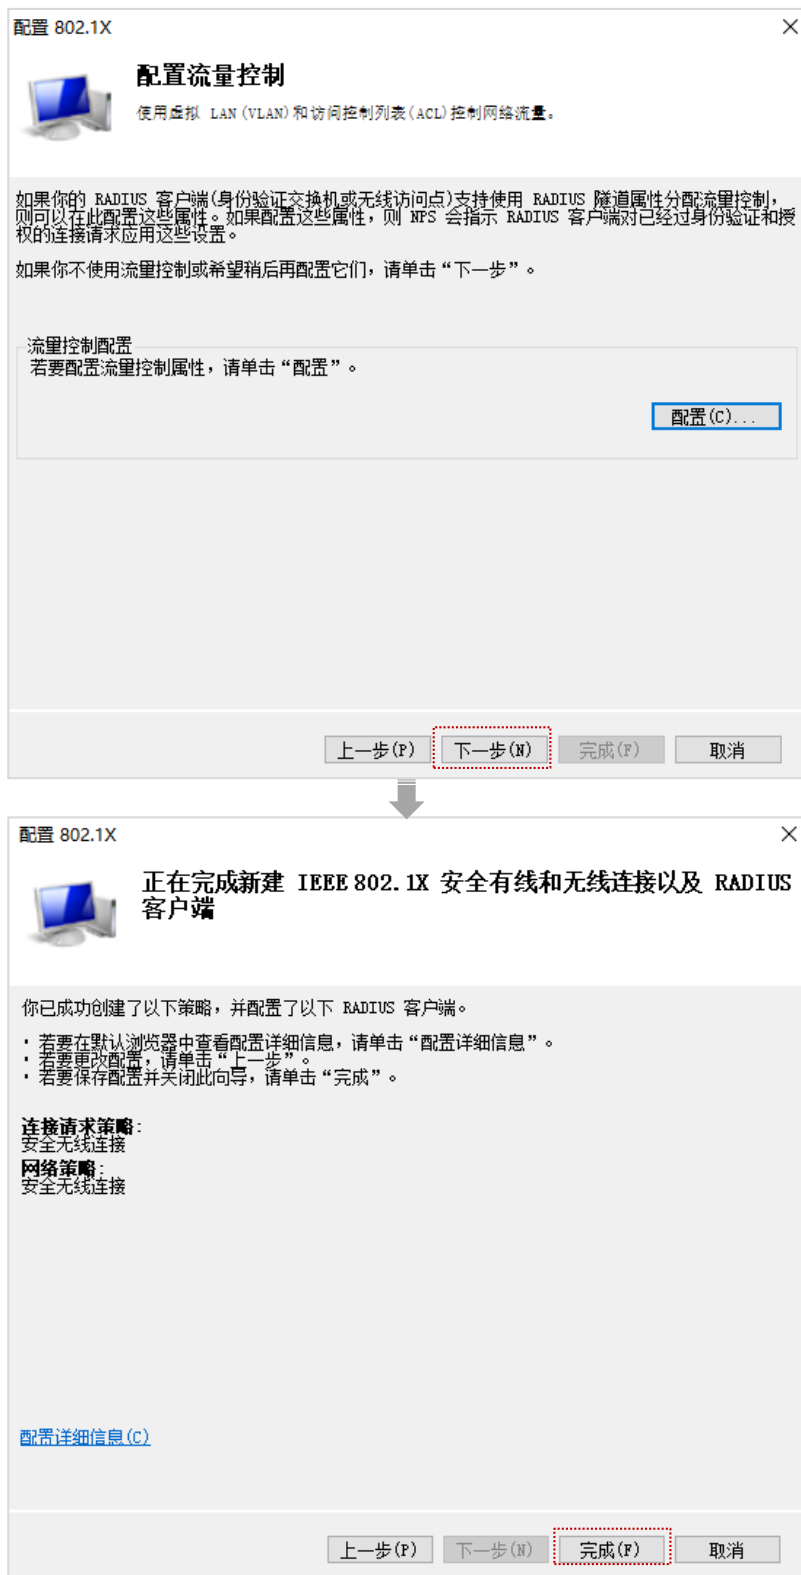 配置 802.1X
配置流量控制
使用虚拟 LAN (VLAN)和访问控制列表(ACL)控制网络流量。
如果你的 RADIUS 客户端(身份验证交换机或无线访问点)支持使用 RADIUS 隧道属性分配流量控制，
则可以在此配置这些属性。如果配置这些属性，则 NPS 会指示 RADIUS 客户端对已经过身份验证和授
权的连接请求应用这些设置。
如果你不使用流量控制或希望稍后再配置它们，请单击“下一步”。
流量控制配置
若要配置流量控制属性，请单击“配置”。
配置(C)...
上一步(P) 下一步(N) 完成(F) 取消
配置 802.1X
正在完成新建 IEEE 802.1X 安全有线和无线连接以及 RADIUS
客户端
你已成功创建了以下策略，并配置了以下 RADIUS 客户端。
· 若要在默认浏览器中查看配置详细信息，请单击“配置详细信息”。
· 若要更改配置，请单击“上一步”。
· 若要保存配置并关闭此向导，请单击“完成”。
连接请求策略:
安全无线连接
网络策略:
安全无线连接
配置详细信息(C)
上一步(P) 下一步(N) 完成(F) 取消